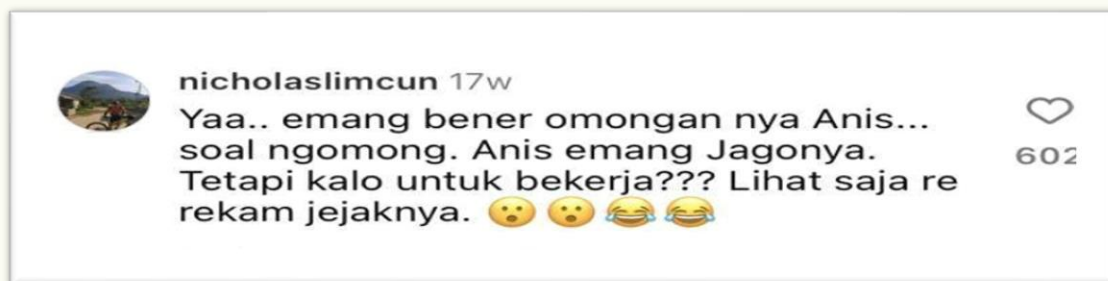 nicholaslimcun 17w
Yaa.. emang bener omongan nya Anis...
soal ngomong. Anis emang Jagonya.
602
Tetapi kalo untuk bekerja??? Lihat saja re
rekam jejaknya. 😮 😮 😂 😂